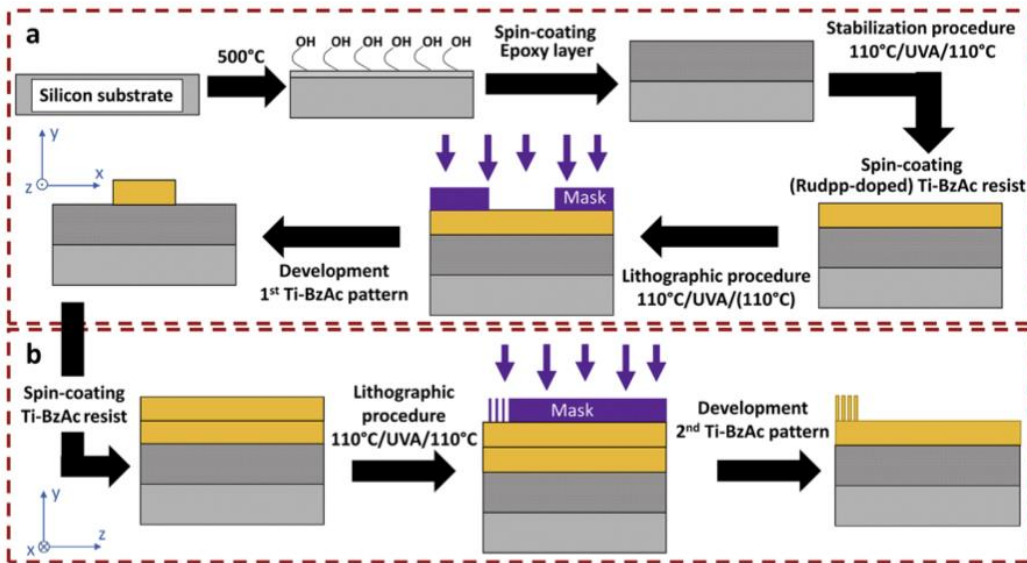 a
Silicon substrate
500°C
OH OH OH OH OH OH
Spin-coating
Epoxy layer
Stabilization procedure
110°C/UVA/110°C
Spin-coating
(Rudpp-doped) Ti-BzAc resist
Lithographic procedure
110°C/UVA/(110°C)
Mask
Development
1st Ti-BzAc pattern
y
z
x
b
Spin-coating
Ti-BzAc resist
Lithographic
procedure
110°C/UVA/110°C
Mask
Development
2nd Ti-BzAc pattern
y
x
z